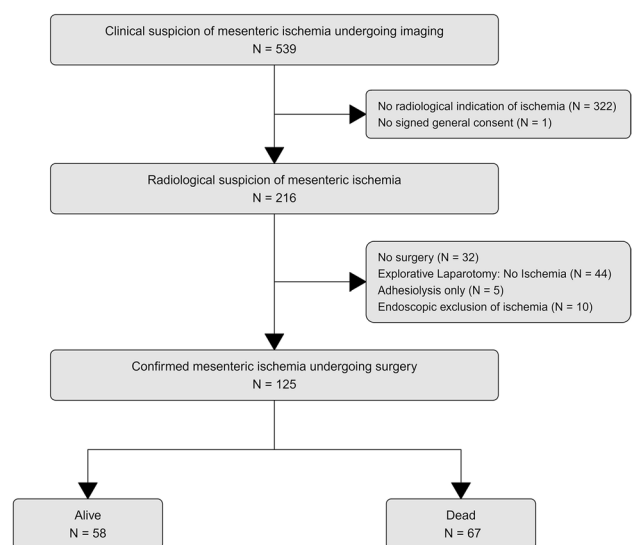 Clinical suspicion of mesenteric ischemia undergoing imaging
N = 539
No radiological indication of ischemia (N = 322)
No signed general consent (N = 1)
Radiological suspicion of mesenteric ischemia
N = 216
No surgery (N = 32)
Explorative Laparotomy: No Ischemia (N = 44)
Adhesiolysis only (N = 5)
Endoscopic exclusion of ischemia (N = 10)
Confirmed mesenteric ischemia undergoing surgery
N = 125
Alive
N = 58
Dead
N = 67